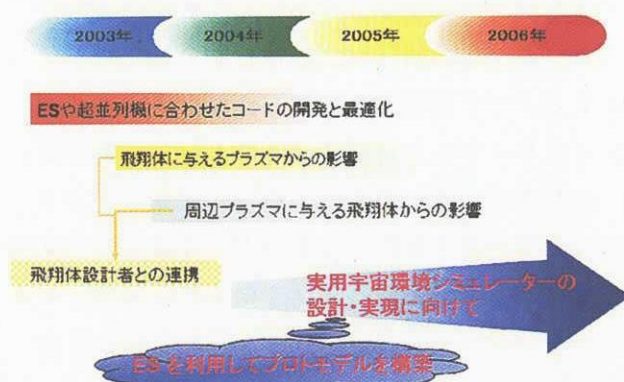 2003年 2004年 2005年 2006年
ESや超並列機に合わせたコードの開発と最適化
飛翔体に与えるプラズマからの影響
周辺プラズマに与える飛翔体からの影響
飛翔体設計者との連携
実用宇宙環境シミュレーターの
設計・実現に向けて
ESを利用してプロトモデルを構築